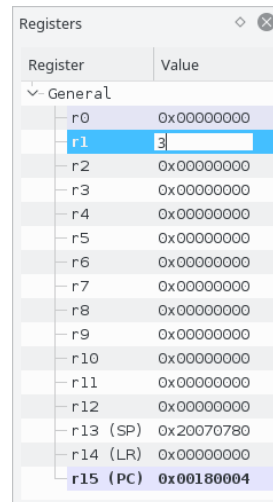 Registers
Register Value
General
r0 0x00000000
r1 3
r2 0x00000000
r3 0x00000000
r4 0x00000000
r5 0x00000000
r6 0x00000000
r7 0x00000000
r8 0x00000000
r9 0x00000000
r10 0x00000000
r11 0x00000000
r12 0x00000000
r13 (SP) 0x20070780
r14 (LR) 0x00000000
r15 (PC) 0x00180004